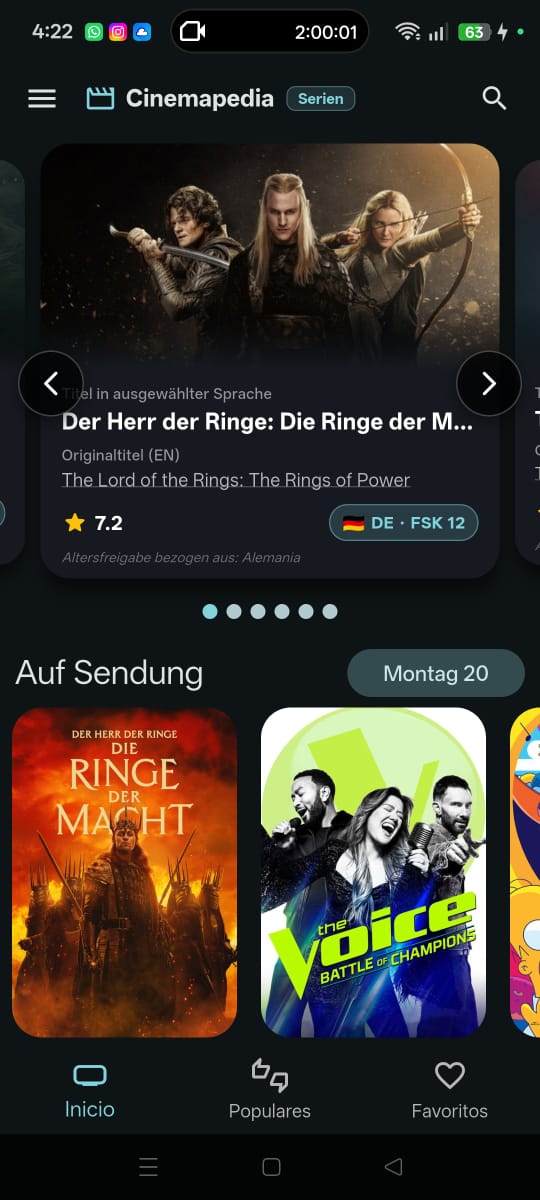 4:22
2:00:01
63
Cinemapedia
Serien
Titel in ausgewählter Sprache
Der Herr der Ringe: Die Ringe der M...
Originaltitel (EN)
The Lord of the Rings: The Rings of Power
7.2
DE · FSK 12
Altersfreigabe bezogen aus: Alemania
Auf Sendung
Montag 20
DER HERR DER RINGE
DIE
RINGE
DER
MACHT
the
Voice
BATTLE OF CHAMPIONS
Inicio
Populares
Favoritos